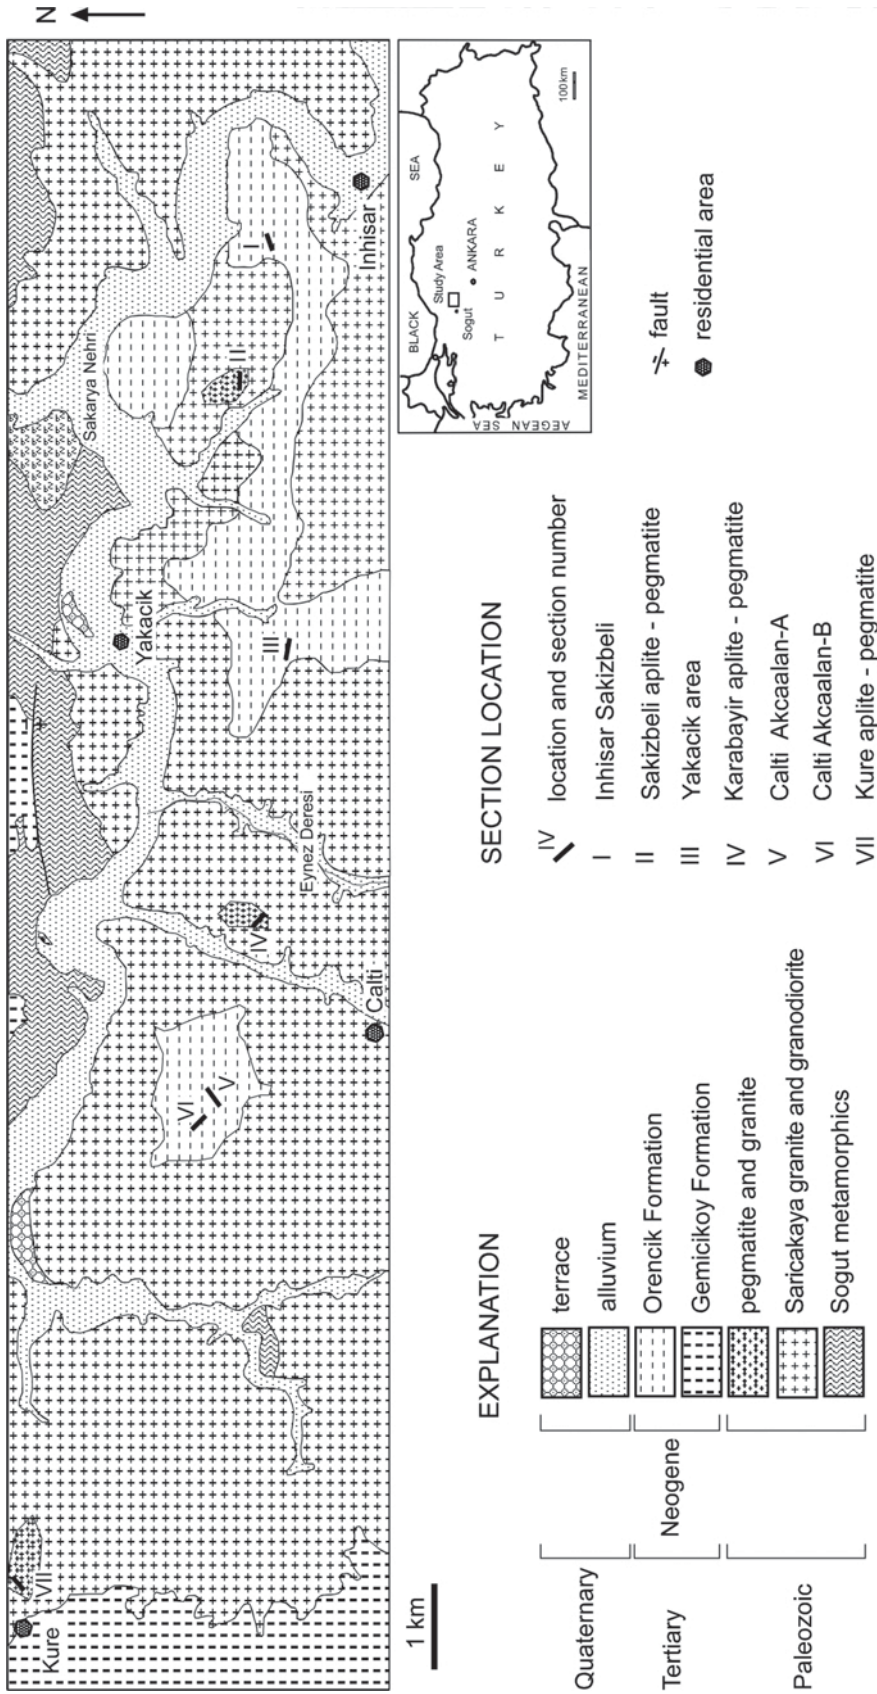 N
Kure
VII
VI
V
Calti
IV
Eynez Deresi
III
Yakacik
Sakarya Nehri
II
I
Inhisar
1 km
BLACK
SEA
Study Area
Sogut
ANKARA
T U R K E Y
AEGEAN SEA
MEDITERRANEAN
100 km
fault
residential area
EXPLANATION
Quaternary
terrace
alluvium
Tertiary
Neogene
Orencik Formation
Gemicikoy Formation
Paleozoic
pegmatite and granite
Saricakaya granite and granodiorite
Sogut metamorphics
SECTION LOCATION
IV location and section number
I Inhisar Sakizbeli
II Sakizbeli aplite - pegmatite
III Yakacik area
IV Karabayir aplite - pegmatite
V Calti Akcaalan-A
VI Calti Akcaalan-B
VII Kure aplite - pegmatite